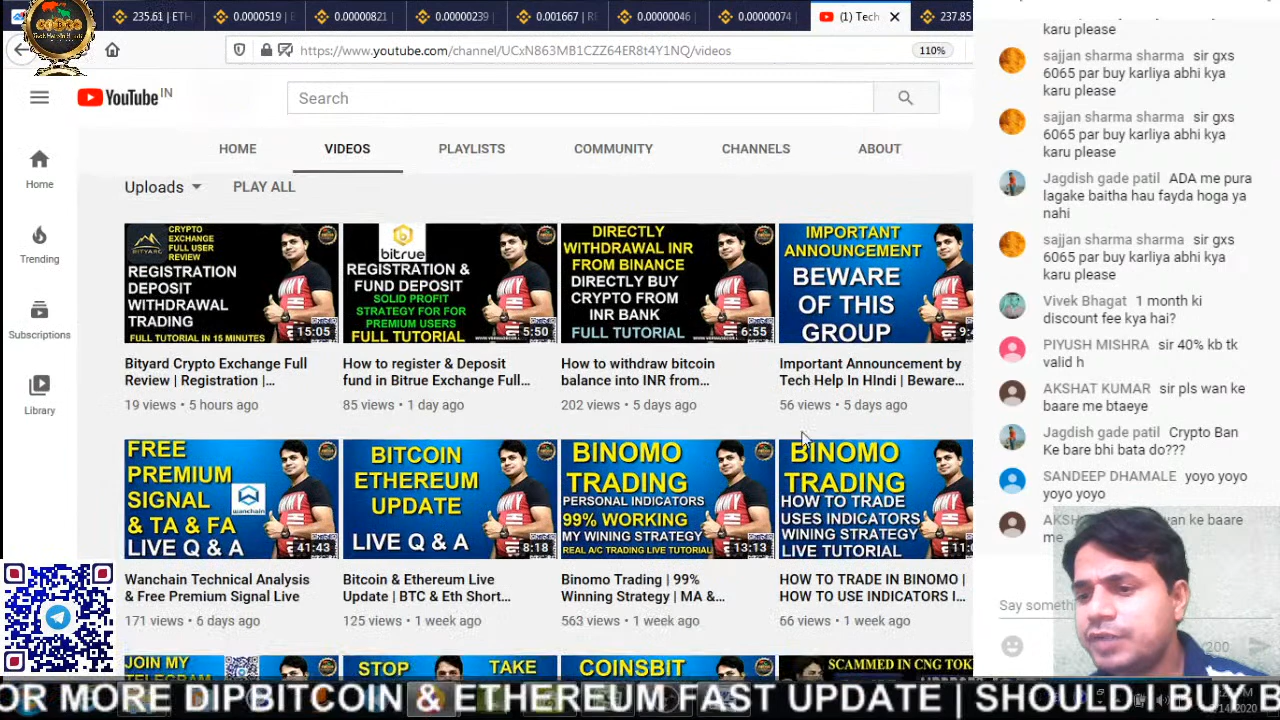 235.61 | ETH
0.0000519 |
0.00000821
0.00000239
0.001667 | RE
0.00000046
0.00000074
(1) Tech
237.85
https://www.youtube.com/channel/UCxN863MB1CZZ64ER8t4Y1NQ/videos
110%
YouTube IN
Search
HOME
VIDEOS
PLAYLISTS
COMMUNITY
CHANNELS
ABOUT
Home
Trending
Subscriptions
Library
Uploads
PLAY ALL
CRYPTO
EXCHANGE
FULL USER
REVIEW
BITYARD
REGISTRATION
DEPOSIT
WITHDRAWAL
TRADING
FULL TUTORIAL IN 15 MINUTES
15:05
Bityard Crypto Exchange Full
Review | Registration |...
19 views • 5 hours ago
bitrue
REGISTRATION &
FUND DEPOSIT
SOLID PROFIT
STRATEGY FOR FOR
PREMIUM USERS
FULL TUTORIAL
5:50
How to register & Deposit
fund in Bitrue Exchange Full...
85 views • 1 day ago
DIRECTLY
WITHDRAWAL INR
FROM BINANCE
DIRECTLY BUY
CRYPTO FROM
INR BANK
FULL TUTORIAL
6:55
How to withdraw bitcoin
balance into INR from...
202 views • 5 days ago
IMPORTANT
ANNOUNCEMENT
BEWARE
OF THIS
GROUP
Important Announcement by
Tech Help In HIndi | Beware...
56 views • 5 days ago
FREE
PREMIUM
SIGNAL
& TA & FA
LIVE Q & A
wanchain
41:43
Wanchain Technical Analysis
& Free Premium Signal Live
171 views • 6 days ago
BITCOIN
ETHEREUM
UPDATE
LIVE Q & A
8:18
Bitcoin & Ethereum Live
Update | BTC & Eth Short...
125 views • 1 week ago
BINOMO
TRADING
PERSONAL INDICATORS
99% WORKING
MY WINING STRATEGY
REAL A/C TRADING LIVE TUTORIAL
13:13
Binomo Trading | 99%
Winning Strategy | MA &...
563 views • 1 week ago
BINOMO
TRADING
HOW TO TRADE
USES INDICATORS
WINING STRATEGY
LIVE TUTORIAL
HOW TO TRADE IN BINOMO |
HOW TO USE INDICATORS I...
66 views • 1 week ago
JOIN MY
TELEGRAM
STOP
TAKE
COINSBIT
SCAMMED IN CNG TOK
karu please
sajjan sharma sharma sir gxs
6065 par buy karliya abhi kya
karu please
sajjan sharma sharma sir gxs
6065 par buy karliya abhi kya
karu please
Jagdish gade patil ADA me pura
lagake baitha hau fayda hoga ya
nahi
sajjan sharma sharma sir gxs
6065 par buy karliya abhi kya
karu please
Vivek Bhagat 1 month ki
discount fee kya hai?
PIYUSH MISHRA sir 40% kb tk
valid h
AKSHAT KUMAR sir pls wan ke
baare me btaeye
Jagdish gade patil Crypto Ban
Ke bare bhi bata do???
SANDEEP DHAMALE yoyo yoyo
yoyo yoyo
wan ke baare
me
Say someth
200
OR MORE DIP BITCOIN & ETHEREUM FAST UPDATE | SHOULD I BUY B